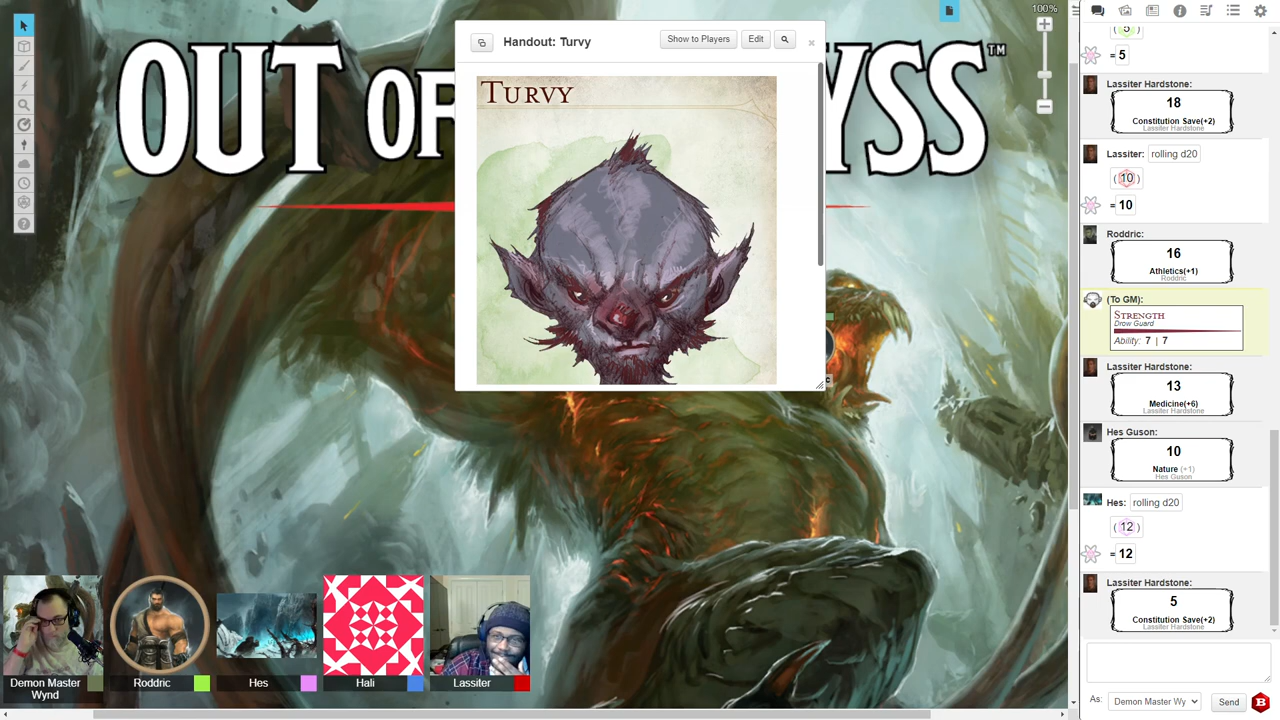 OUT OF YSS™
100%
Handout: Turvy
Show to Players
Edit
TURVY
= 5
Lassiter Hardstone:
18
Constitution Save(+2)
Lassiter Hardstone
Lassiter: rolling d20
(10)
= 10
Roddric:
16
Athletics(+1)
Roddric
(To GM):
STRENGTH
Drow Guard
Ability: 7 | 7
Lassiter Hardstone:
13
Medicine(+6)
Lassiter Hardstone
Hes Guson:
10
Nature (+1)
Hes Guson
Hes: rolling d20
(12)
= 12
Lassiter Hardstone:
5
Constitution Save(+2)
Lassiter Hardstone
Demon Master
Wynd
Roddric
Hes
Hali
Lassiter
As: Demon Master Wy
Send